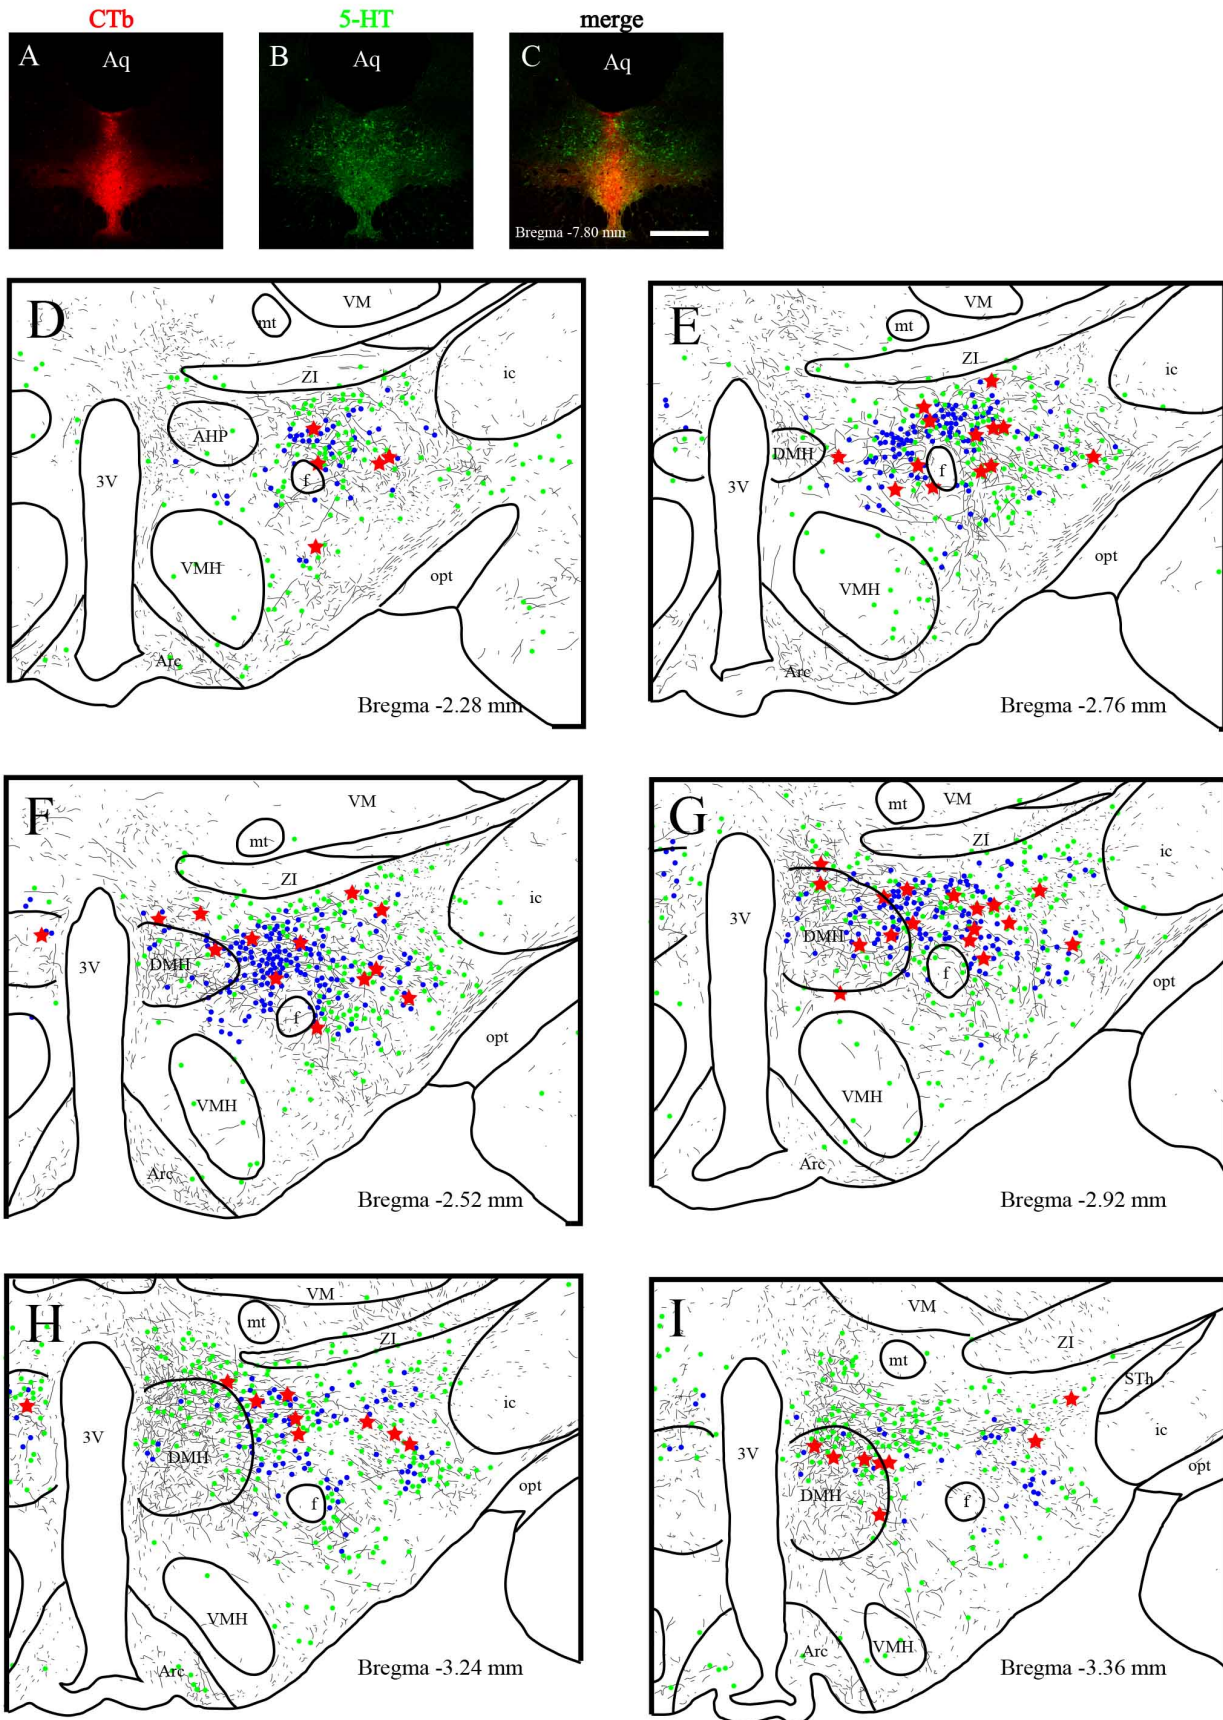 CTb 5-HT merge
A Aq B Aq C Aq
Bregma -7.80 mm
D VM mt ZI ic AHP f 3V VMH opt Arc
Bregma -2.28 mm
E VM mt ZI ic DMH f 3V VMH opt Arc
Bregma -2.76 mm
F VM mt ZI ic DMH 3V f opt VMH Arc
Bregma -2.52 mm
G mt VM ZI ic 3V DMH f opt VMH Arc
Bregma -2.92 mm
H VM mt ZI ic 3V DMH f opt VMH Arc
Bregma -3.24 mm
I VM mt ZI STh ic 3V opt DMH f Arc VMH
Bregma -3.36 mm